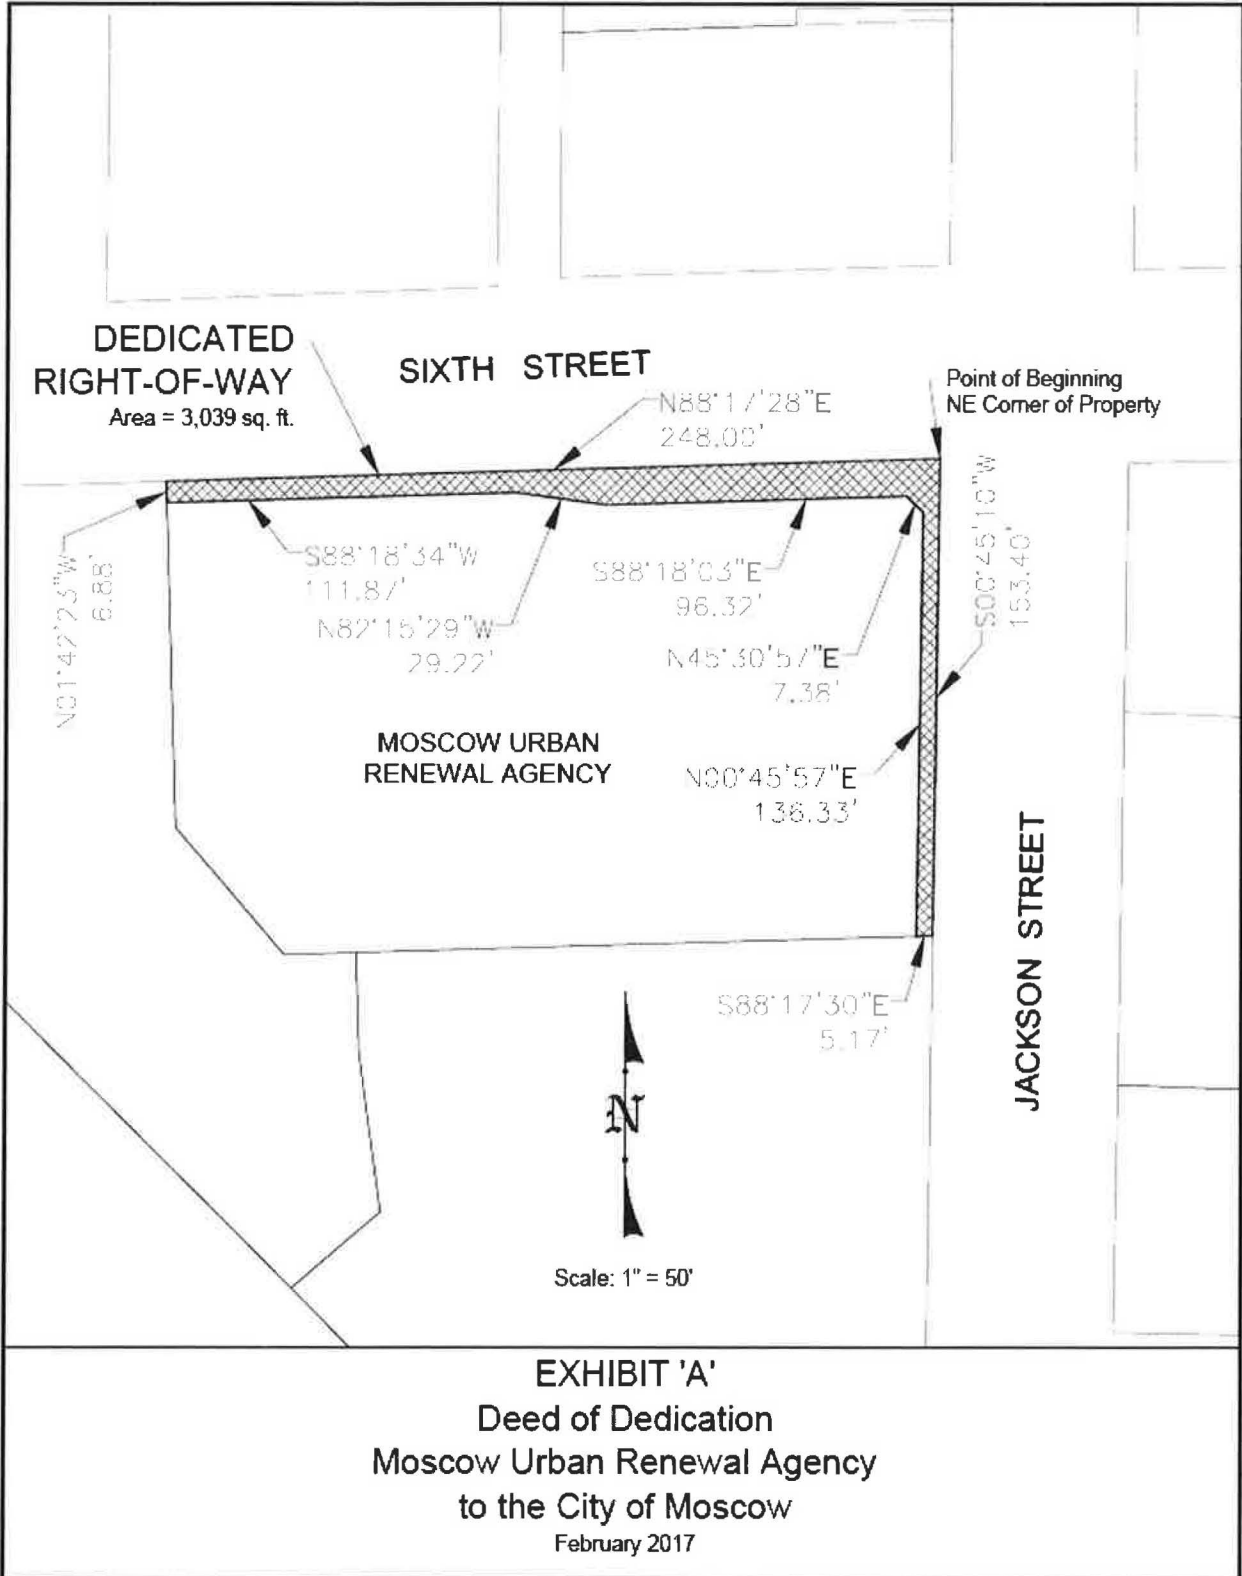 DEDICATED
RIGHT-OF-WAY
Area = 3,039 sq. ft.
SIXTH STREET
N88°17'28"E
248.00'
Point of Beginning
NE Corner of Property
S00°45'10"W
153.40'
N01°42'23"W
6.88'
S88°18'34"W
111.87'
N82°15'29"W
29.22'
S88°18'03"E
96.32'
N45°30'57"E
7.38'
MOSCOW URBAN
RENEWAL AGENCY
N00°45'57"E
136.33'
JACKSON STREET
S88°17'30"E
5.17'
N
Scale: 1" = 50'
EXHIBIT 'A'
Deed of Dedication
Moscow Urban Renewal Agency
to the City of Moscow
February 2017